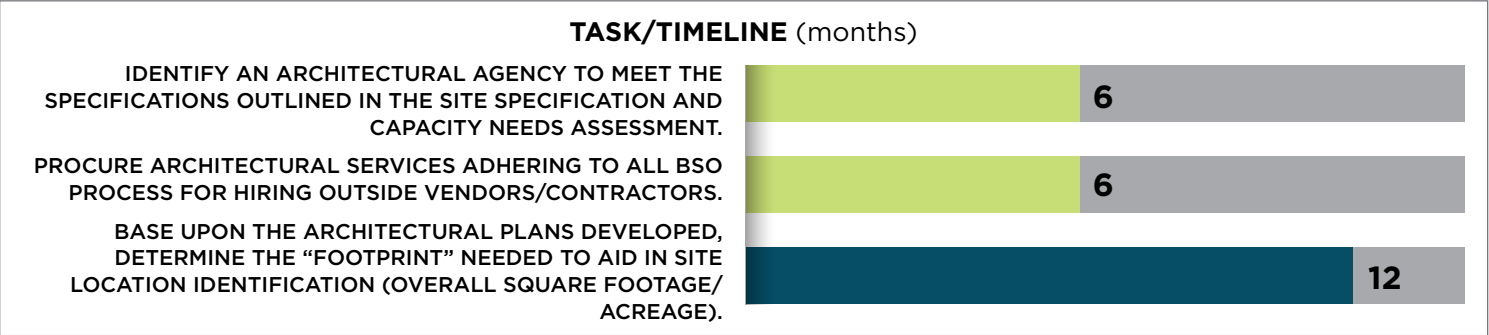 TASK/TIMELINE (months)
IDENTIFY AN ARCHITECTURAL AGENCY TO MEET THE
SPECIFICATIONS OUTLINED IN THE SITE SPECIFICATION AND
CAPACITY NEEDS ASSESSMENT.
6
PROCURE ARCHITECTURAL SERVICES ADHERING TO ALL BSO
PROCESS FOR HIRING OUTSIDE VENDORS/CONTRACTORS.
6
BASE UPON THE ARCHITECTURAL PLANS DEVELOPED,
DETERMINE THE “FOOTPRINT” NEEDED TO AID IN SITE
LOCATION IDENTIFICATION (OVERALL SQUARE FOOTAGE/
ACREAGE).
12